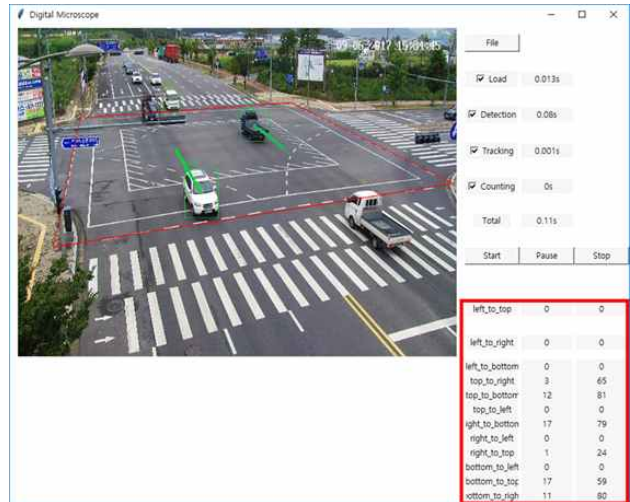 Digital Microscope
09-06-2017 15:01:45
File
Load 0.013s
Detection 0.08s
Tracking 0.001s
Counting 0s
Total 0.11s
Start Pause Stop
left_to_top 0 0
left_to_right 0 0
left_to_bottom 0 0
top_to_right 3 65
top_to_bottom 12 81
top_to_left 0 0
ight_to_botton 17 79
right_to_left 0 0
right_to_top 1 24
bottom_to_left 0 0
bottom_to_top 17 59
ottom_to_righ 11 80